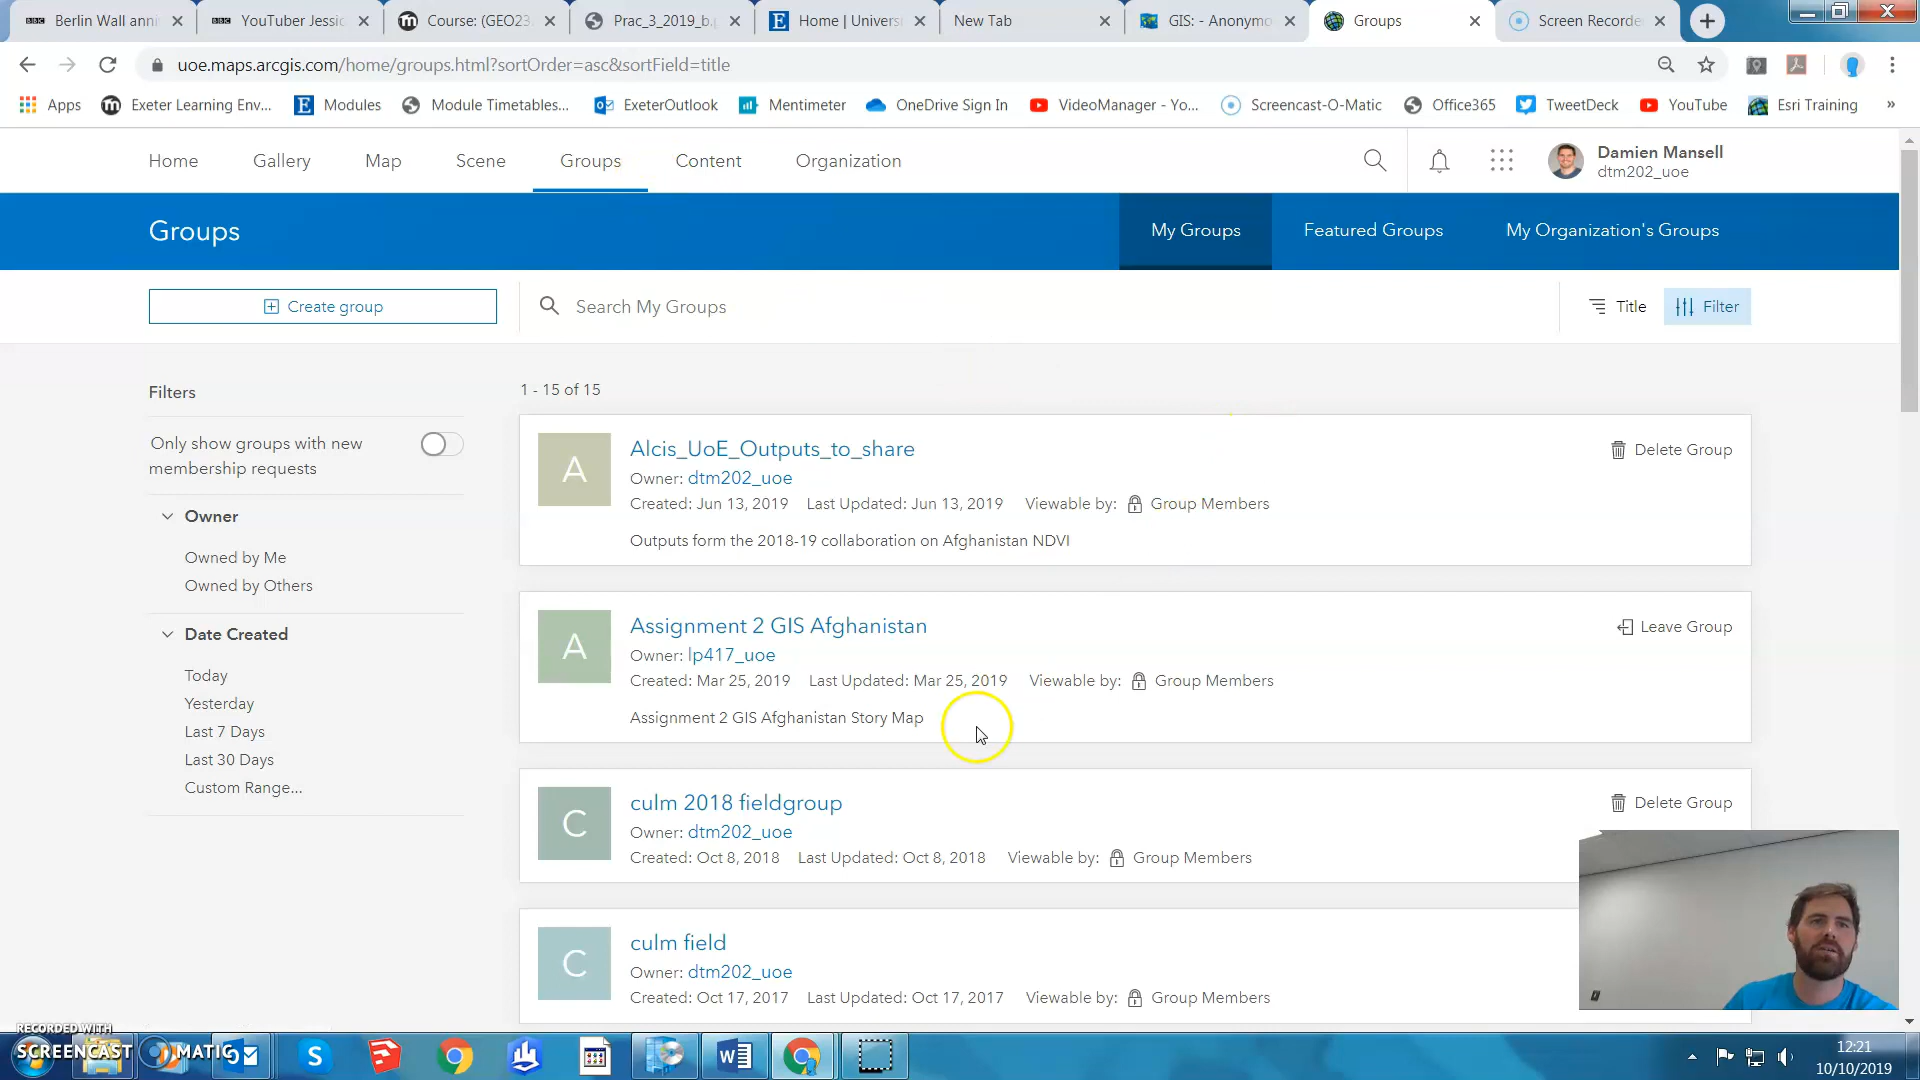 Berlin Wall anni
YouTuber Jessic
Course: (GEO23
Prac_3_2019_b.p
Home | Universi
New Tab
GIS: - Anonymo
Groups
Screen Recorde
uoe.maps.arcgis.com/home/groups.html?sortOrder=asc&sortField=title
Apps
Exeter Learning Env...
Modules
Module Timetables...
ExeterOutlook
Mentimeter
OneDrive Sign In
VideoManager - Yo...
Screencast-O-Matic
Office365
TweetDeck
YouTube
Esri Training
»
Home
Gallery
Map
Scene
Groups
Content
Organization
Damien Mansell
dtm202_uoe
Groups
My Groups
Featured Groups
My Organization's Groups
Create group
Search My Groups
Title
Filter
Filters
Only show groups with new
membership requests
Owner
Owned by Me
Owned by Others
Date Created
Today
Yesterday
Last 7 Days
Last 30 Days
Custom Range...
1 - 15 of 15
A
Alcis_UoE_Outputs_to_share
Delete Group
Owner: dtm202_uoe
Created: Jun 13, 2019 Last Updated: Jun 13, 2019 Viewable by: Group Members
Outputs form the 2018-19 collaboration on Afghanistan NDVI
A
Assignment 2 GIS Afghanistan
Leave Group
Owner: lp417_uoe
Created: Mar 25, 2019 Last Updated: Mar 25, 2019 Viewable by: Group Members
Assignment 2 GIS Afghanistan Story Map
C
culm 2018 fieldgroup
Delete Group
Owner: dtm202_uoe
Created: Oct 8, 2018 Last Updated: Oct 8, 2018 Viewable by: Group Members
C
culm field
Owner: dtm202_uoe
Created: Oct 17, 2017 Last Updated: Oct 17, 2017 Viewable by: Group Members
RECORDED WITH
SCREENCAST MATIC
12:21
10/10/2019